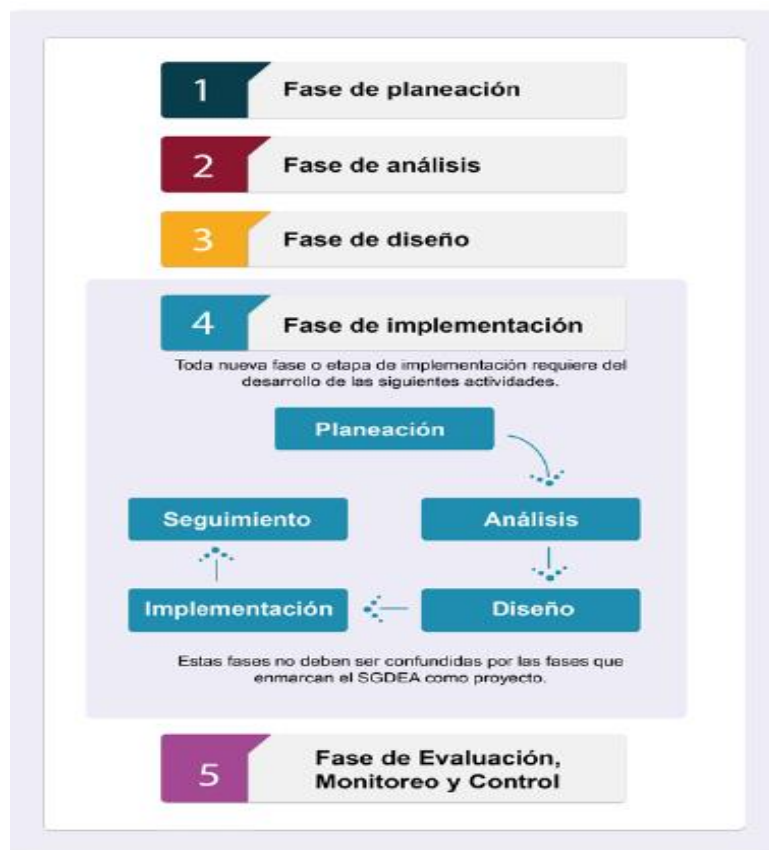 1 Fase de planeación
2 Fase de análisis
3 Fase de diseño
4 Fase de implementación
Toda nueva fase o etapa de implementación requiere del
desarrollo de las siguientes actividades.
Planeación
Análisis
Diseño
Implementación
Seguimiento
Estas fases no deben ser confundidas por las fases que
enmarcan el SGDEA como proyecto.
5 Fase de Evaluación,
Monitoreo y Control